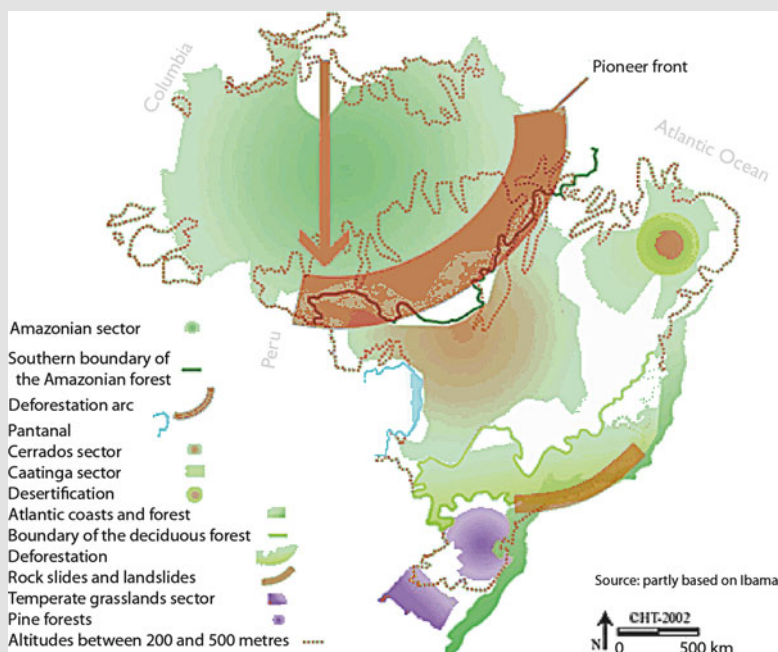 Pioneer front
Columbia
Atlantic Ocean
Peru
Amazonian sector
Southern boundary of
the Amazonian forest
Deforestation arc
Pantanal
Cerrados sector
Caatinga sector
Desertification
Atlantic coasts and forest
Boundary of the deciduous forest
Deforestation
Rock slides and landslides
Temperate grasslands sector
Pine forests
Altitudes between 200 and 500 metres
Source: partly based on Ibama
CHT-2002
N 0 500 km